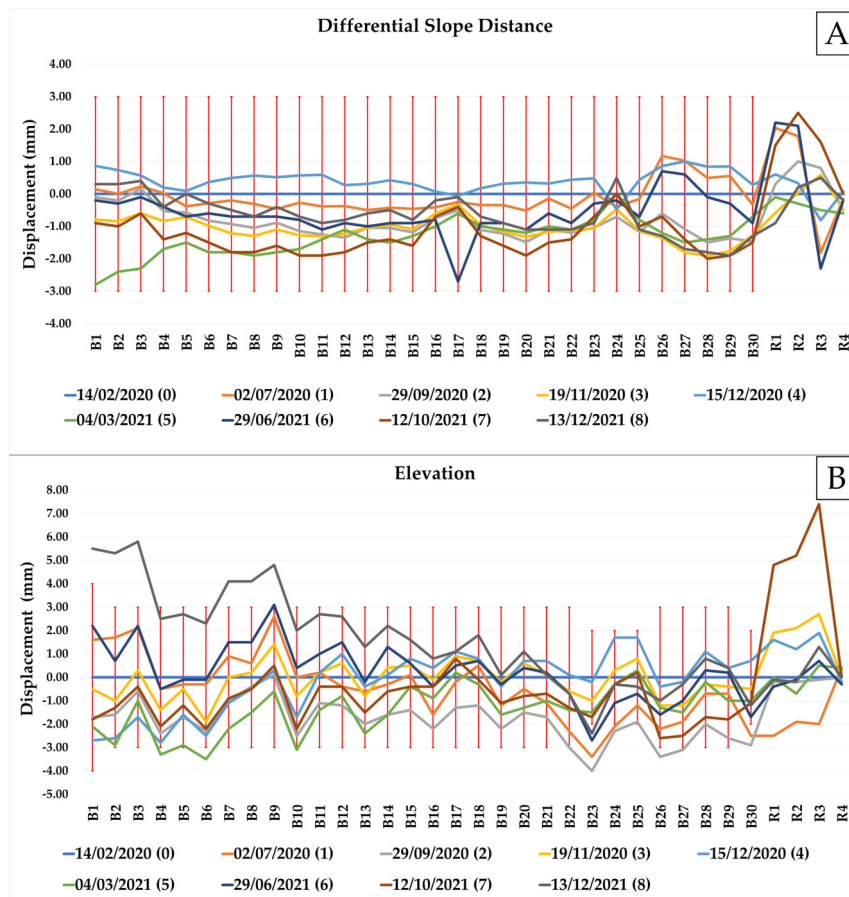 Differential Slope Distance
A
4.00
3.00
2.00
1.00
0.00
-1.00
-2.00
-3.00
-4.00
Displacement (mm)
B1 B2 B3 B4 B5 B6 B7 B8 B9 B10 B11 B12 B13 B14 B15 B16 B17 B18 B19 B20 B21 B22 B23 B24 B25 B26 B27 B28 B29 B30 R1 R2 R3 R4
14/02/2020 (0) 02/07/2020 (1) 29/09/2020 (2) 19/11/2020 (3) 15/12/2020 (4)
04/03/2021 (5) 29/06/2021 (6) 12/10/2021 (7) 13/12/2021 (8)
Elevation
B
8.00
7.00
6.00
5.00
4.00
3.00
2.00
1.00
0.00
-1.00
-2.00
-3.00
-4.00
-5.00
Displacement (mm)
B1 B2 B3 B4 B5 B6 B7 B8 B9 B10 B11 B12 B13 B14 B15 B16 B17 B18 B19 B20 B21 B22 B23 B24 B25 B26 B27 B28 B29 B30 R1 R2 R3 R4
14/02/2020 (0) 02/07/2020 (1) 29/09/2020 (2) 19/11/2020 (3) 15/12/2020 (4)
04/03/2021 (5) 29/06/2021 (6) 12/10/2021 (7) 13/12/2021 (8)